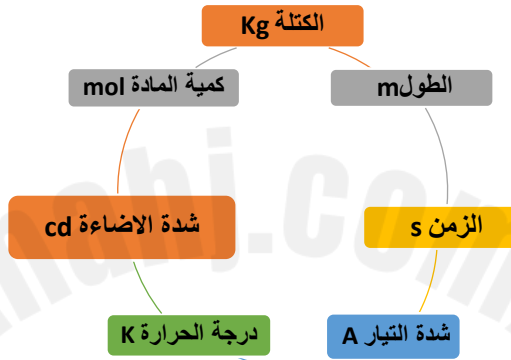 الكتلة Kg
الطولm
كمية المادة mol
الزمن s
شدة الاضاءة cd
شدة التيار A
درجة الحرارة K